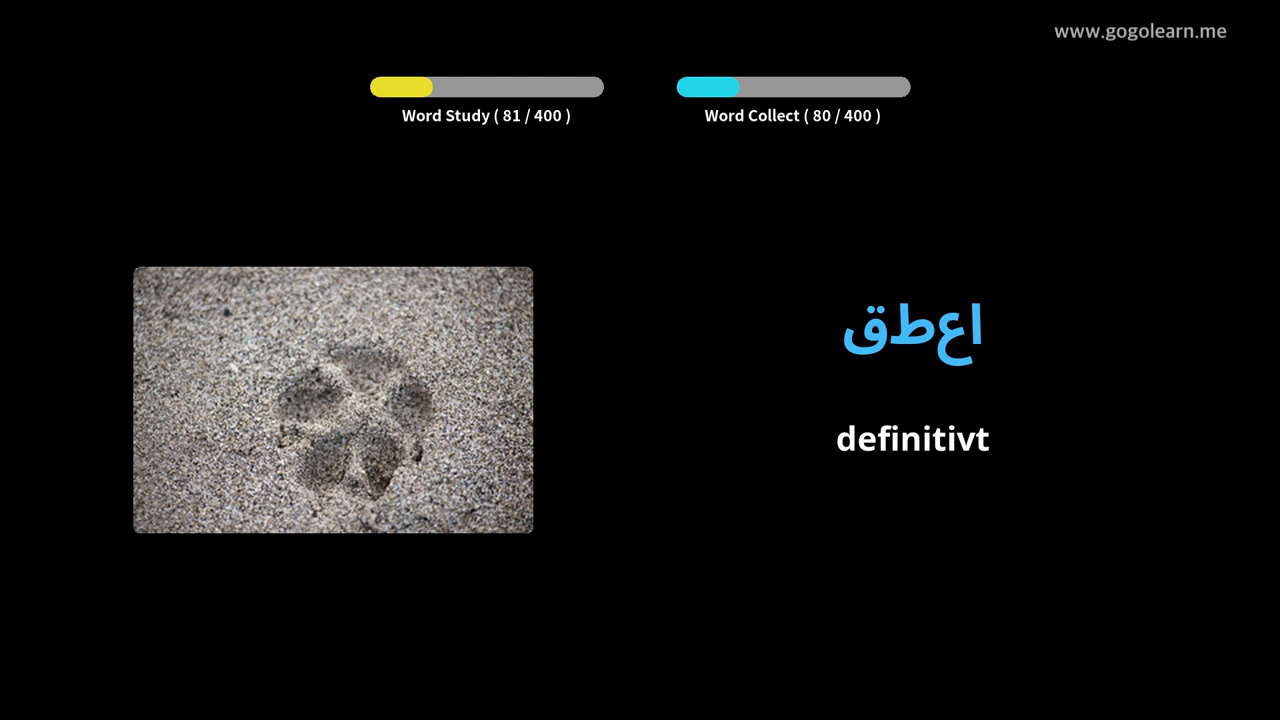 www.gogolearn.me
Word Study ( 81 / 400 )
Word Collect ( 80 / 400 )
اعطق
definitivt